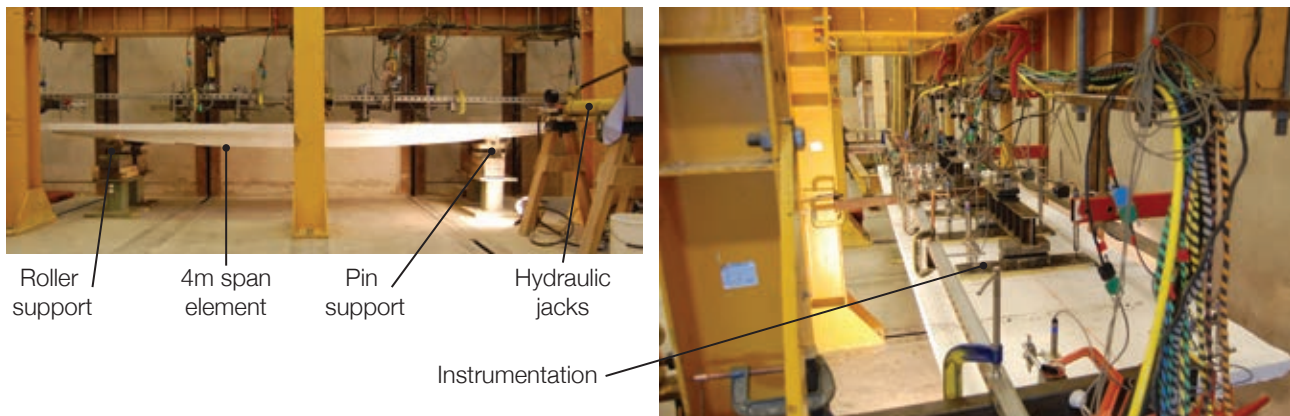 Roller
support
4m span
element
Pin
support
Hydraulic
jacks
Instrumentation